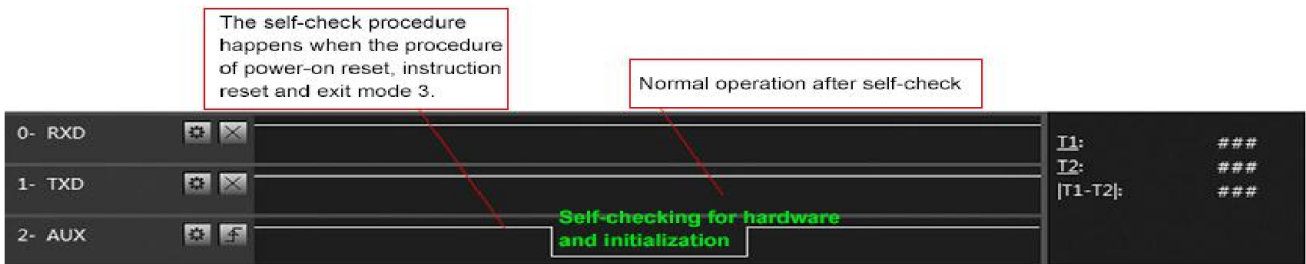 The self-check procedure
happens when the procedure
of power-on reset, instruction
reset and exit mode 3.
Normal operation after self-check
0- RXD
1- TXD
2- AUX
Self-checking for hardware
and initialization
T1: ###
T2: ###
|T1-T2|: ###